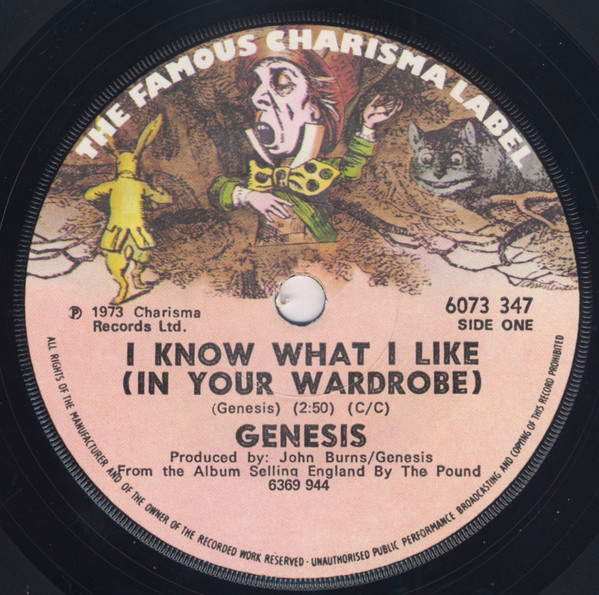 THE FAMOUS CHARISMA LABEL
℗ 1973 Charisma
Records Ltd.
6073 347
SIDE ONE
I KNOW WHAT I LIKE
(IN YOUR WARDROBE)
(Genesis) (2:50) (C/C)
GENESIS
Produced by: John Burns/Genesis
From the Album Selling England By The Pound
6369 944
ALL RIGHTS OF THE MANUFACTURER AND OF THE OWNER OF THE RECORDED WORK RESERVED · UNAUTHORISED PUBLIC PERFORMANCE BROADCASTING AND COPYING OF THIS RECORD PROHIBITED